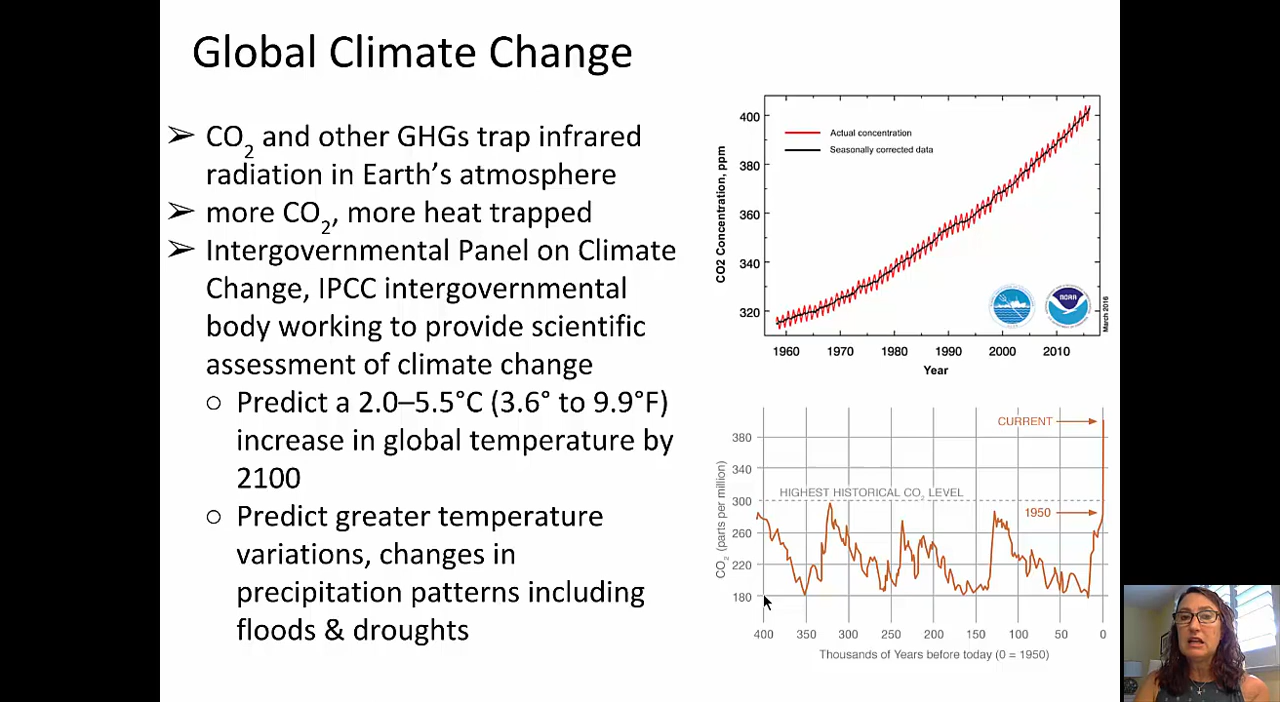 Global Climate Change
➢ CO2 and other GHGs trap infrared
radiation in Earth's atmosphere
➢ more CO2, more heat trapped
➢ Intergovernmental Panel on Climate
Change, IPCC intergovernmental
body working to provide scientific
assessment of climate change
○ Predict a 2.0–5.5°C (3.6° to 9.9°F)
increase in global temperature by
2100
○ Predict greater temperature
variations, changes in
precipitation patterns including
floods & droughts
CO2 Concentration, ppm
400
380
360
340
320
Actual concentration
Seasonally corrected data
NOAA
March 2016
1960 1970 1980 1990 2000 2010
Year
CO2 (parts per million)
380
340
300
260
220
180
CURRENT
HIGHEST HISTORICAL CO2 LEVEL
1950
400 350 300 250 200 150 100 50 0
Thousands of Years before today (0 = 1950)